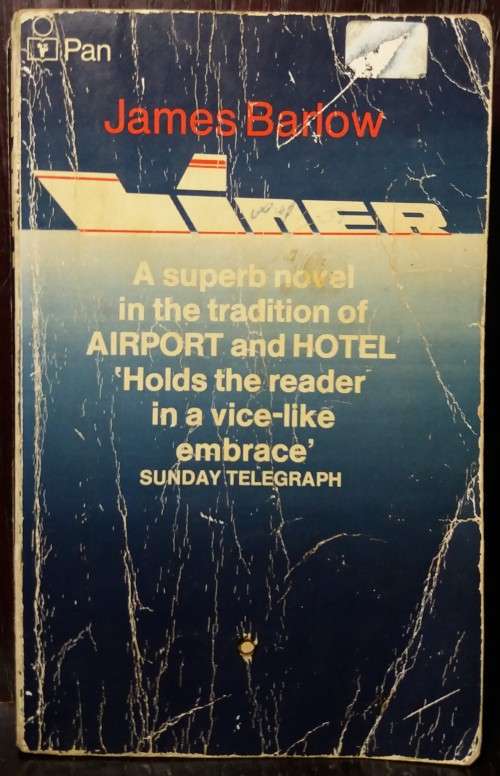 Pan
James Barlow
LINER
A superb novel
in the tradition of
AIRPORT and HOTEL
‘Holds the reader
in a vice-like
embrace’
SUNDAY TELEGRAPH